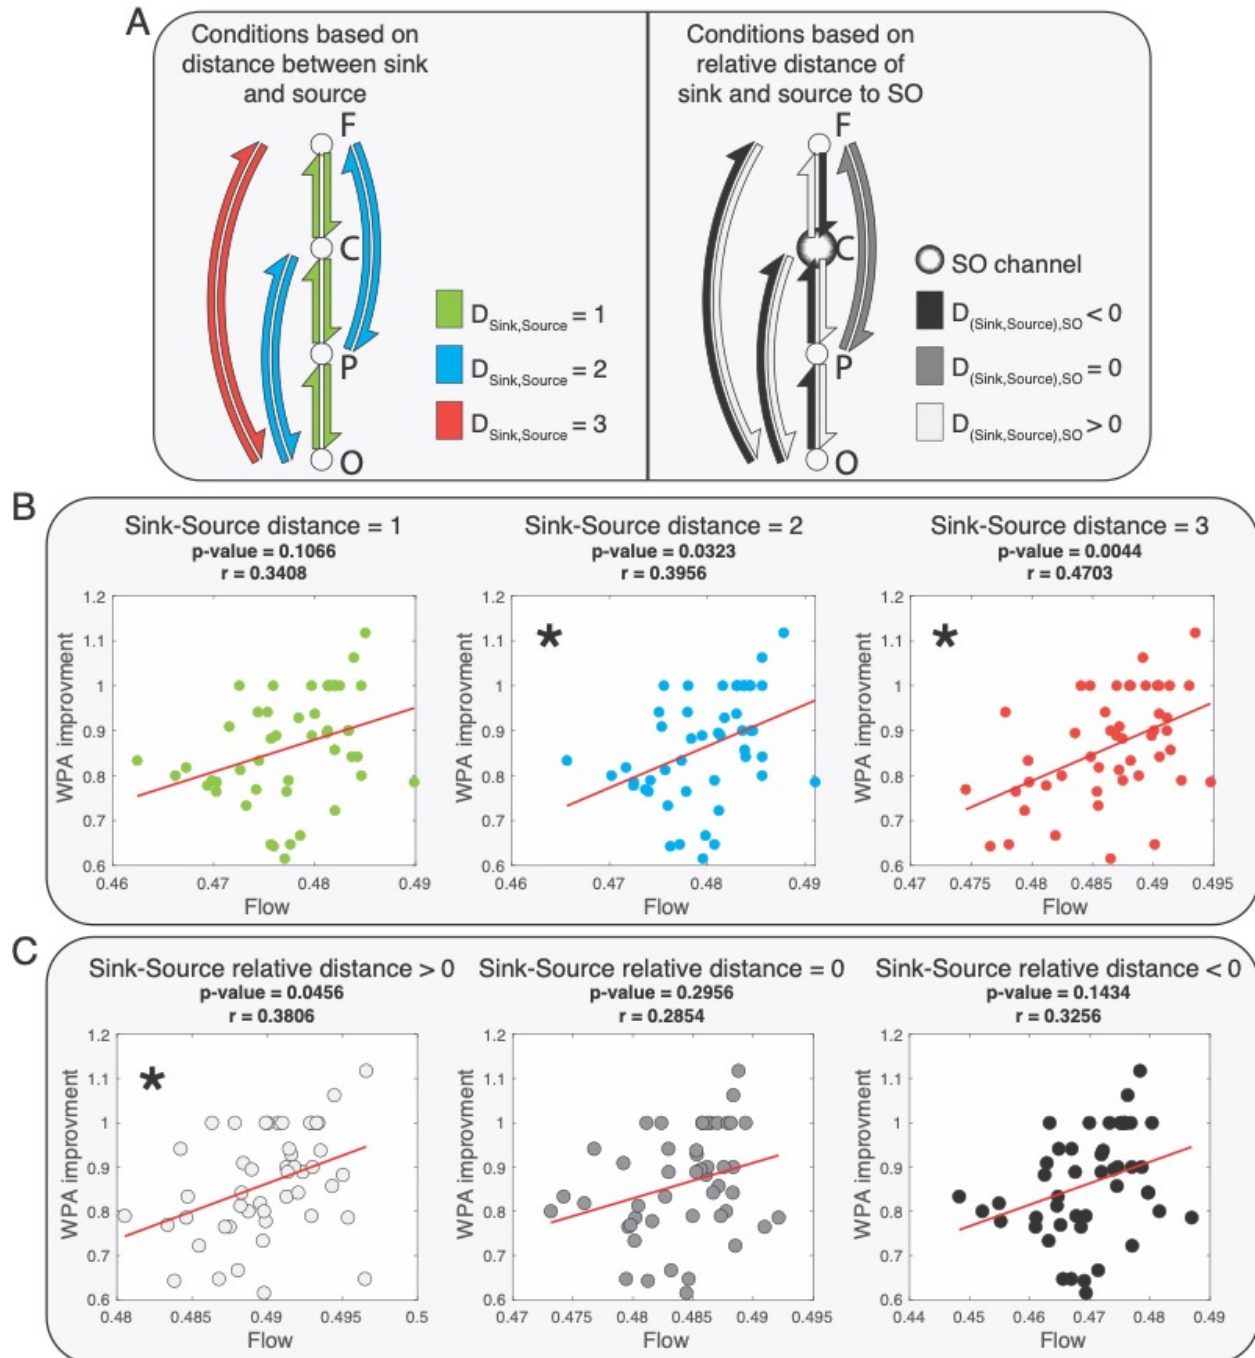 A
Conditions based on
distance between sink
and source
F
C
P
O
D Sink,Source = 1
D Sink,Source = 2
D Sink,Source = 3
Conditions based on
relative distance of
sink and source to SO
F
C
P
O
SO channel
D (Sink,Source),SO < 0
D (Sink,Source),SO = 0
D (Sink,Source),SO > 0
B
Sink-Source distance = 1
p-value = 0.1066
r = 0.3408
1.2
1.1
1
0.9
0.8
0.7
0.6
WPA improvment
0.46 0.47 0.48 0.49
Flow
Sink-Source distance = 2
p-value = 0.0323
r = 0.3956
*
1.2
1.1
1
0.9
0.8
0.7
0.6
WPA improvment
0.46 0.47 0.48 0.49
Flow
Sink-Source distance = 3
p-value = 0.0044
r = 0.4703
*
1.2
1.1
1
0.9
0.8
0.7
0.6
WPA improvment
0.47 0.475 0.48 0.485 0.49 0.495
Flow
C
Sink-Source relative distance > 0
p-value = 0.0456
r = 0.3806
*
1.2
1.1
1
0.9
0.8
0.7
0.6
WPA improvment
0.48 0.485 0.49 0.495 0.5
Flow
Sink-Source relative distance = 0
p-value = 0.2956
r = 0.2854
1.2
1.1
1
0.9
0.8
0.7
0.6
WPA improvment
0.47 0.475 0.48 0.485 0.49 0.495
Flow
Sink-Source relative distance < 0
p-value = 0.1434
r = 0.3256
1.2
1.1
1
0.9
0.8
0.7
0.6
WPA improvment
0.44 0.45 0.46 0.47 0.48 0.49
Flow